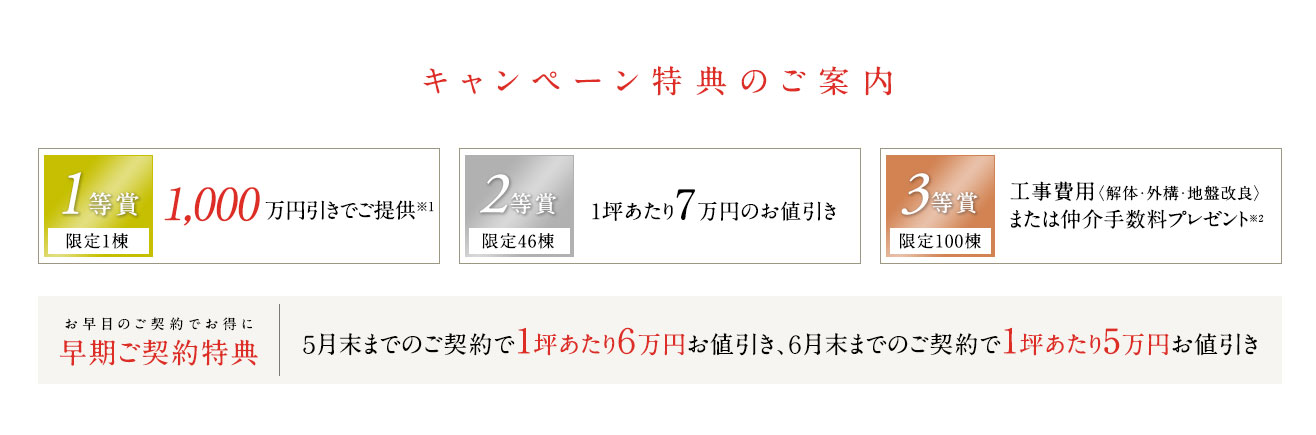 キャンペーン特典のご案内
1等賞
限定1棟
1,000万円引きでご提供※1
2等賞
限定46棟
1坪あたり7万円のお値引き
3等賞
限定100棟
工事費用〈解体・外構・地盤改良〉
または仲介手数料プレゼント※2
お早目のご契約でお得に
早期ご契約特典
5月末までのご契約で1坪あたり6万円お値引き、6月末までのご契約で1坪あたり5万円お値引き